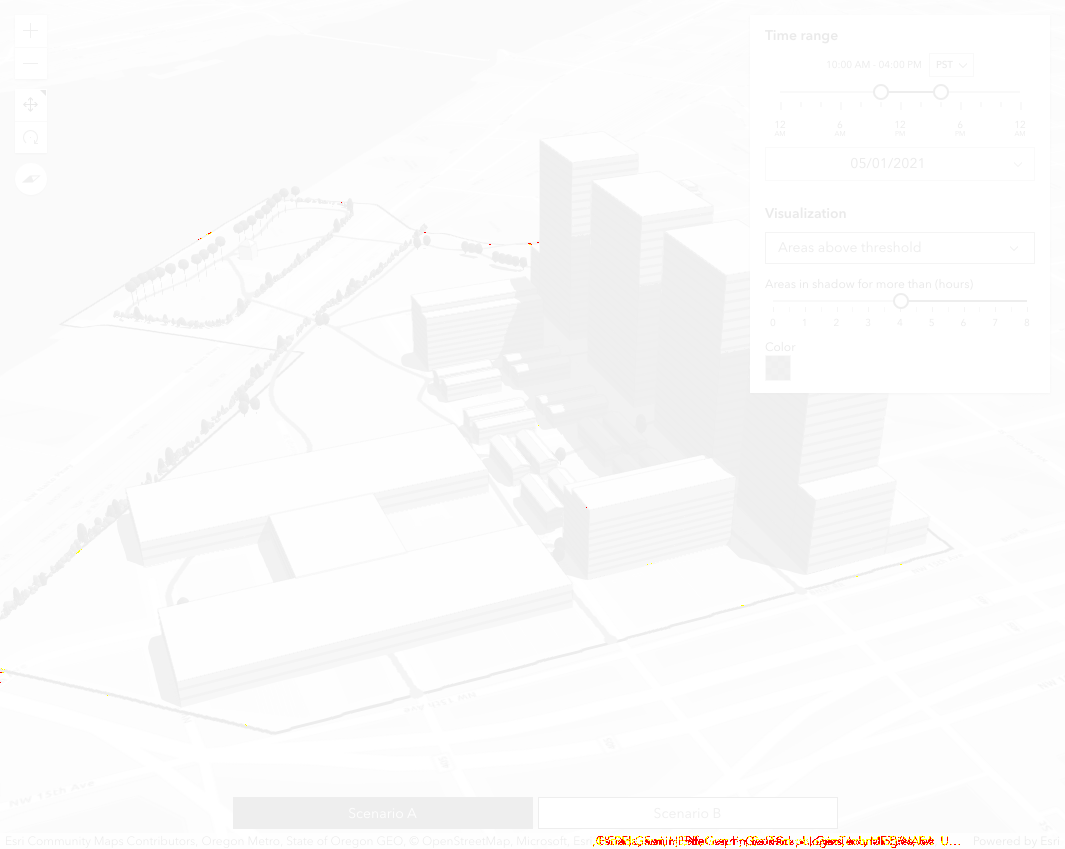 Time range
10:00 AM - 04:00 PM PST
12 AM 6 AM 12 PM 6 PM 12 AM
05/01/2021
Visualization
Areas above threshold
Areas in shadow for more than (hours)
0 1 2 3 4 5 6 7 8
Color
NW 15th Ave
Scenario A
Scenario B
Esri Community Maps Contributors, Oregon Metro, State of Oregon GEO, © OpenStreetMap, Microsoft, Esri
Powered by Esri